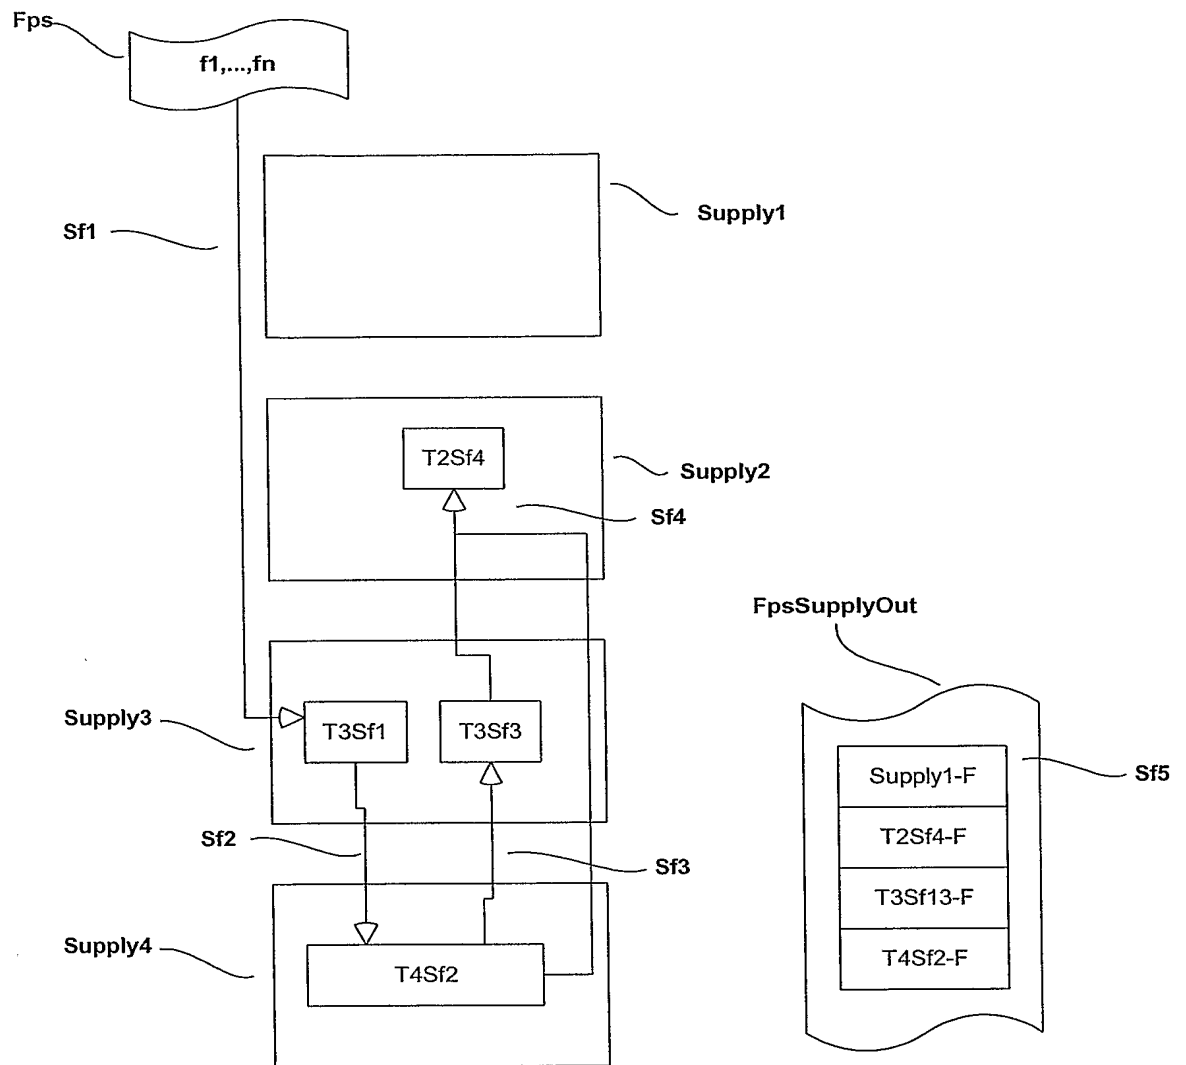 Fps
f1,...,fn
Supply1
Sf1
T2Sf4
Supply2
Sf4
FpsSupplyOut
Supply3
T3Sf1
T3Sf3
Supply1-F
Sf5
T2Sf4-F
Sf2
Sf3
T3Sf13-F
Supply4
T4Sf2
T4Sf2-F